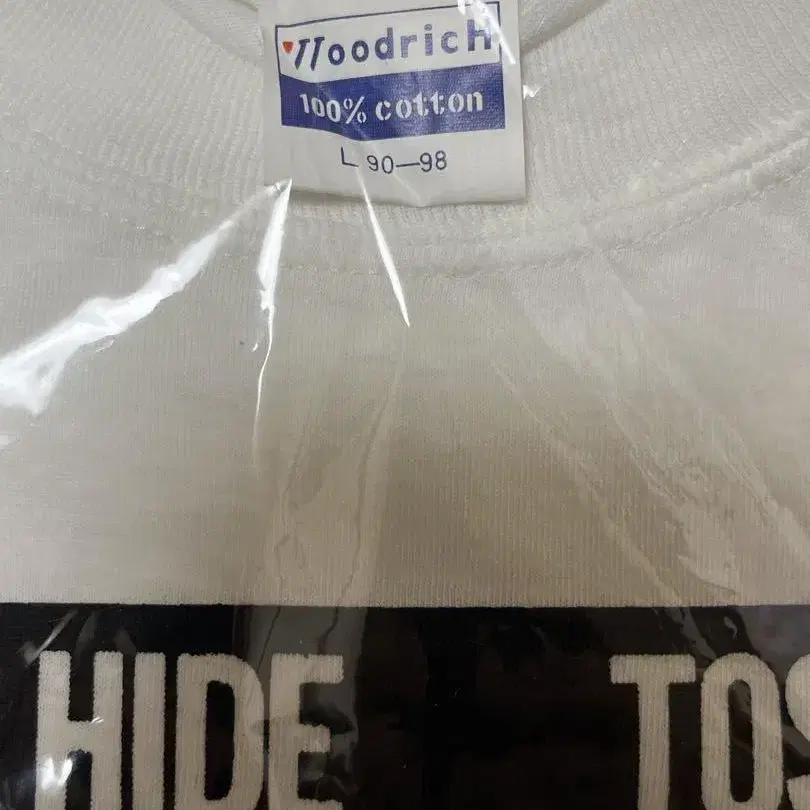 Woodrich
100% cotton
L 90—98
HIDE TOS